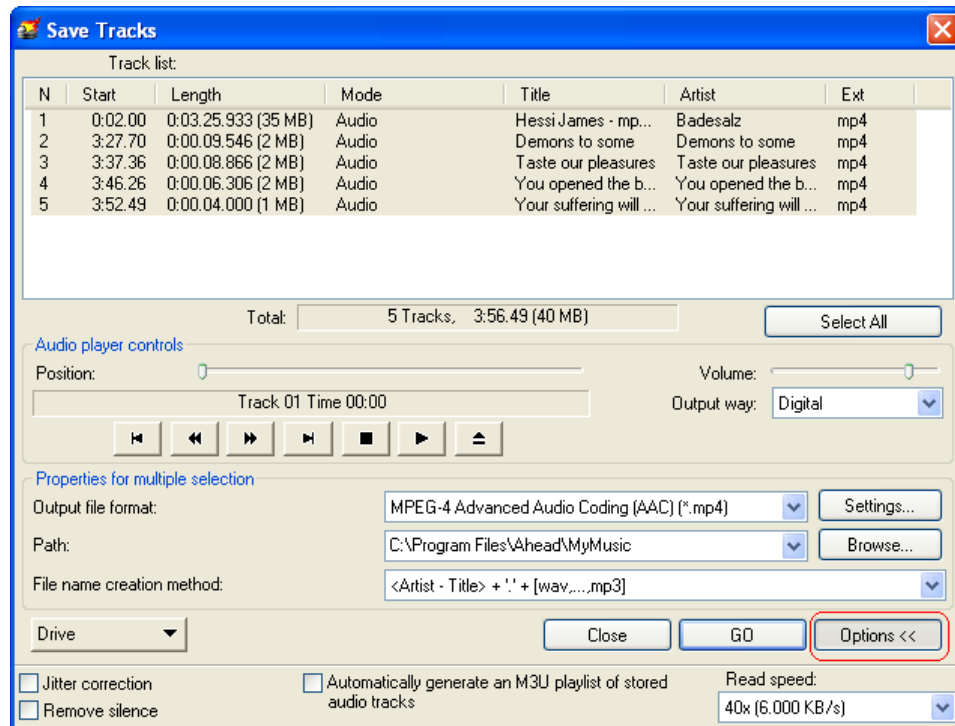 Save Tracks
Track list:
N Start Length Mode Title Artist Ext
1 0:02.00 0:03.25.933 (35 MB) Audio Hessi James - mp... Badesalz mp4
2 3:27.70 0:00.09.546 (2 MB) Audio Demons to some Demons to some mp4
3 3:37.36 0:00.08.866 (2 MB) Audio Taste our pleasures Taste our pleasures mp4
4 3:46.26 0:00.06.306 (2 MB) Audio You opened the b... You opened the b... mp4
5 3:52.49 0:00.04.000 (1 MB) Audio Your suffering will ... Your suffering will ... mp4
Total: 5 Tracks, 3:56.49 (40 MB) Select All
Audio player controls
Position: Volume:
Track 01 Time 00:00 Output way: Digital
Properties for multiple selection
Output file format: MPEG-4 Advanced Audio Coding (AAC) (*.mp4) Settings...
Path: C:\Program Files\Ahead\MyMusic Browse...
File name creation method: <Artist - Title> + '.' + [wav,...,mp3]
Drive Close GO Options <<
Jitter correction Automatically generate an M3U playlist of stored audio tracks Read speed:
Remove silence 40x (6.000 KB/s)